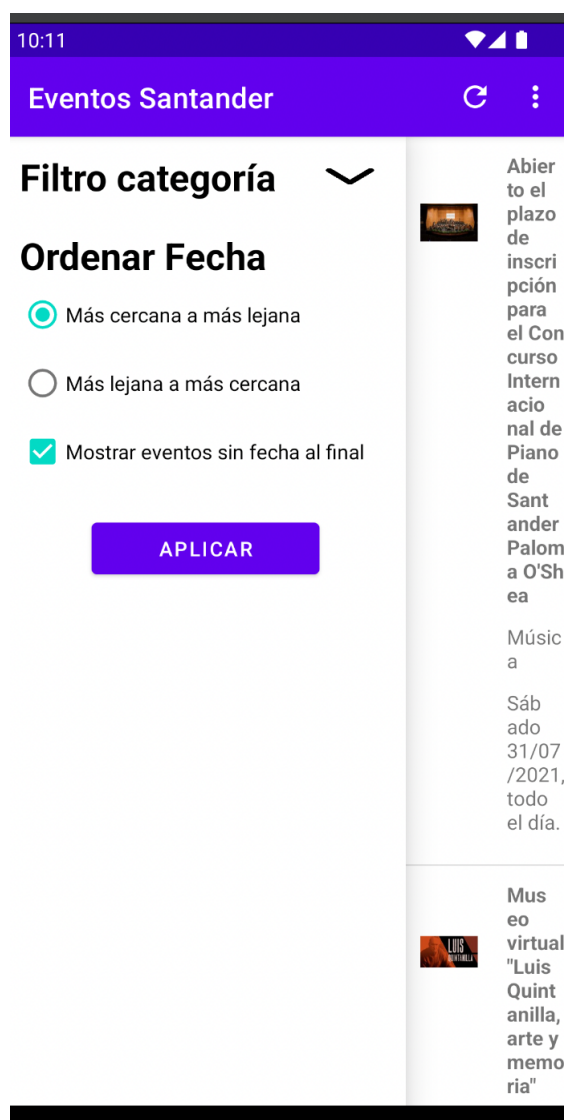 10:11
Eventos Santander
Filtro categoría
Ordenar Fecha
Más cercana a más lejana
Más lejana a más cercana
Mostrar eventos sin fecha al final
APLICAR
Abier
to el
plazo
de
inscri
pción
para
el Con
curso
Intern
acio
nal de
Piano
de
Sant
ander
Palom
a O'Sh
ea
Músic
a
Sáb
ado
31/07
/2021,
todo
el día.
LUIS
QUINTANILLA
Mus
eo
virtual
"Luis
Quint
anilla,
arte y
memo
ria"